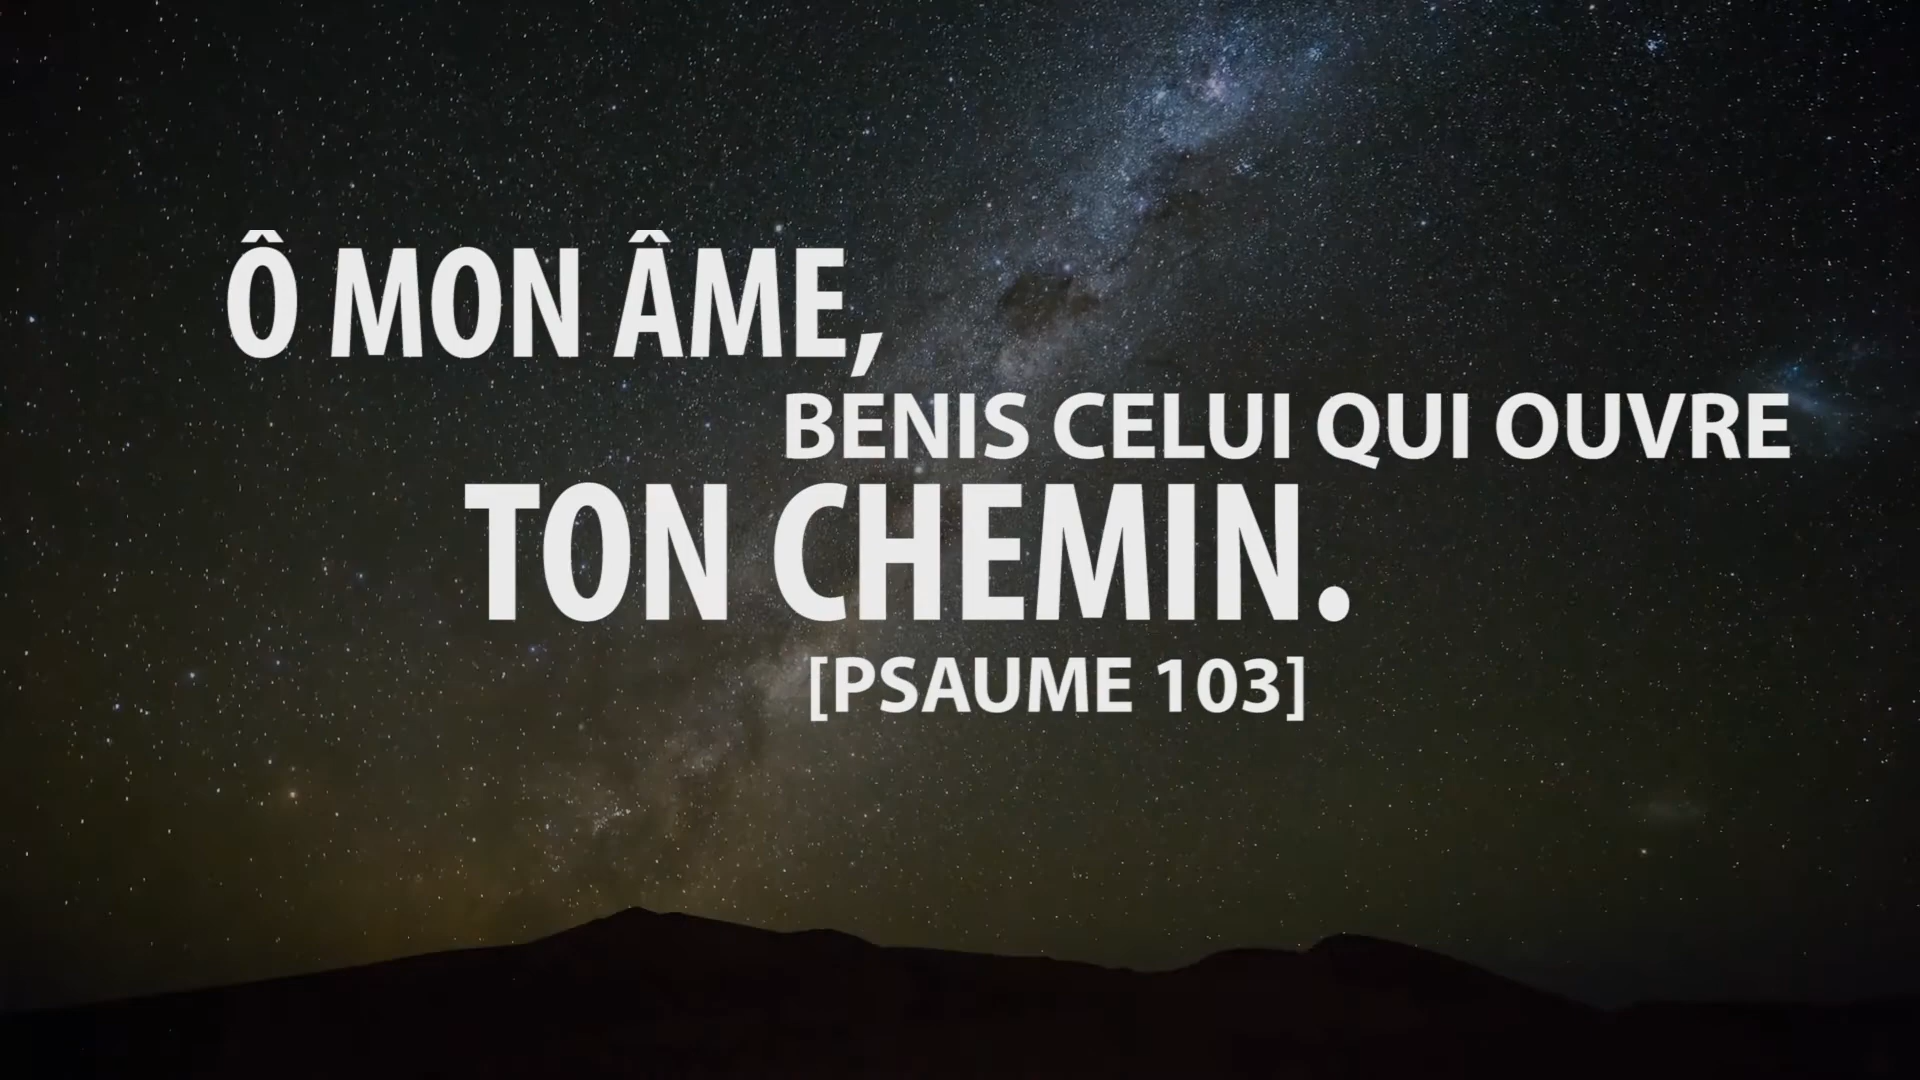 Ô MON ÂME,
BENIS CELUI QUI OUVRE
TON CHEMIN.
[PSAUME 103]